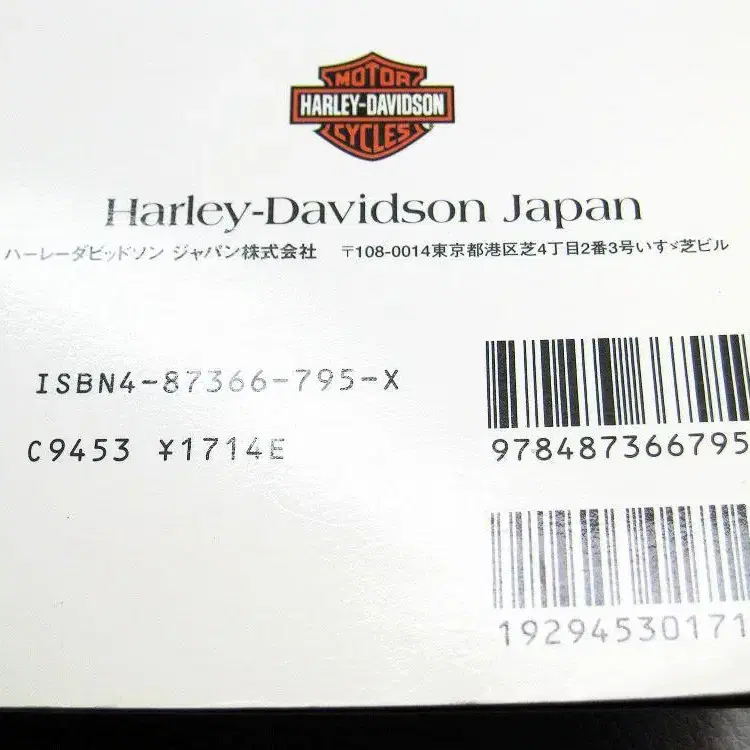 MOTOR
HARLEY-DAVIDSON
CYCLES
Harley-Davidson Japan
ハーレーダビッドソン ジャパン株式会社 〒108-0014東京都港区芝4丁目2番3号いすゞ芝ビル
ISBN4-87366-795-X
C9453 ¥1714E
978487366795
19294530171